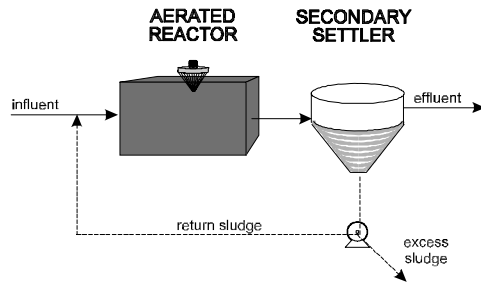 AERATED
REACTOR
SECONDARY
SETTLER
influent
effluent
return sludge
excess
sludge